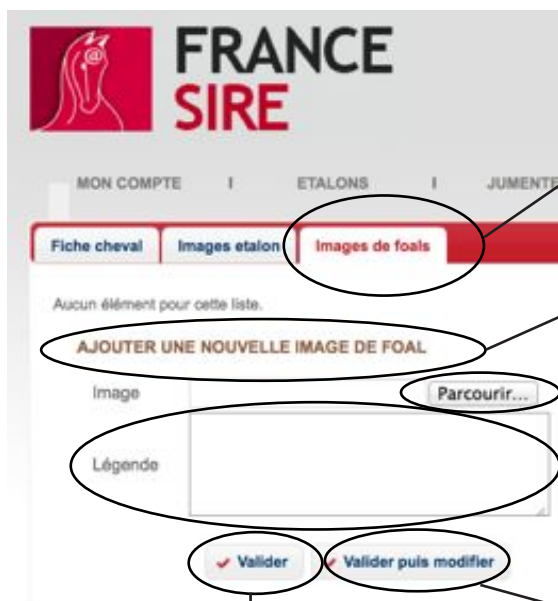 FRANCE
SIRE
MON COMPTE I ETALONS I JUMENTE
Fiche cheval Images etalon Images de foals
Aucun élément pour cette liste.
AJOUTER UNE NOUVELLE IMAGE DE FOAL
Image Parcourir...
Légende
Valider Valider puis modifier